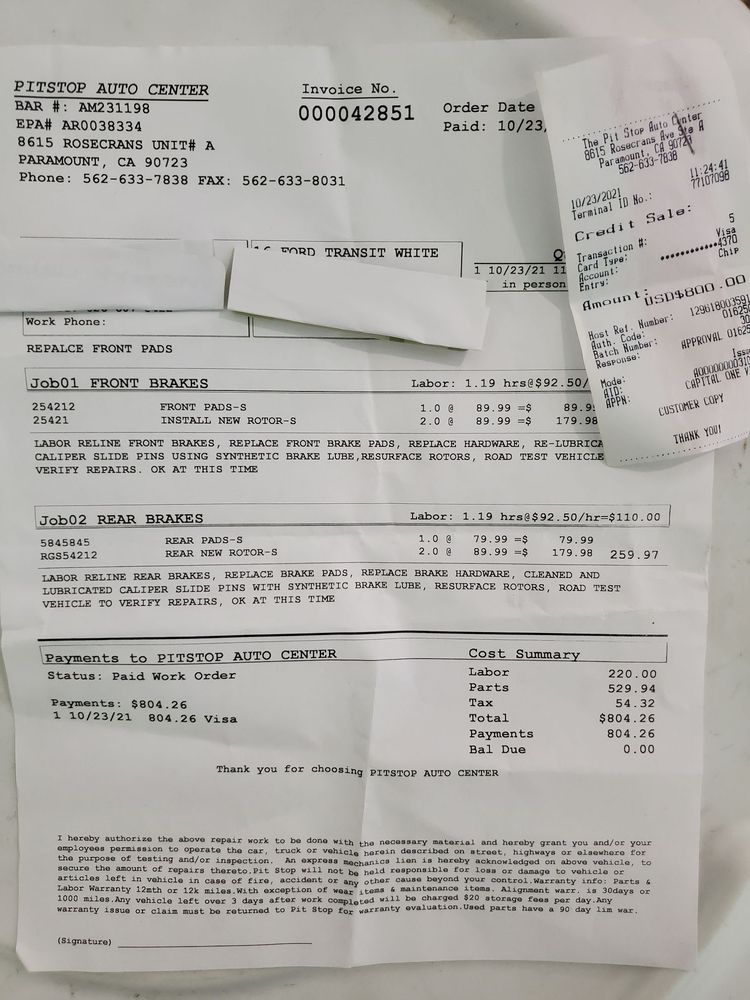 PITSTOP AUTO CENTER
BAR #: AM231198
EPA# AR0038334
8615 ROSECRANS UNIT# A
PARAMOUNT, CA 90723
Phone: 562-633-7838 FAX: 562-633-8031
Invoice No.
000042851
Order Date
Paid: 10/23,
The Pit Stop Auto Center
8615 Rosecrans Ave Ste A
Paramount, CA 90723
562-633-7838
10/23/2021 11:24:41
Terminal ID No.: 77107098
Credit Sale:
Transaction #: 5
Card Type: Visa
Account: ••••••••••••4370
Entry: Chip
Amount: USD$800.00
Host Ref. Number: 12961800359
Auth. Code: 01625
Batch Number: 30
Response: APPROVAL 01625
Mode: Issu
AID: A0000000310
APPN: CAPITAL ONE V
CUSTOMER COPY
THANK YOU!
FORD TRANSIT WHITE
1 10/23/21 11
in person
Work Phone:
REPALCE FRONT PADS
Job01 FRONT BRAKES Labor: 1.19 hrs@$92.50/
254212 FRONT PADS-S 1.0 @ 89.99 =$ 89.9
25421 INSTALL NEW ROTOR-S 2.0 @ 89.99 =$ 179.98
LABOR RELINE FRONT BRAKES, REPLACE FRONT BRAKE PADS, REPLACE HARDWARE, RE-LUBRICA
CALIPER SLIDE PINS USING SYNTHETIC BRAKE LUBE,RESURFACE ROTORS, ROAD TEST VEHICLE
VERIFY REPAIRS. OK AT THIS TIME
Job02 REAR BRAKES Labor: 1.19 hrs@$92.50/hr=$110.00
5845845 REAR PADS-S 1.0 @ 79.99 =$ 79.99
RGS54212 REAR NEW ROTOR-S 2.0 @ 89.99 =$ 179.98 259.97
LABOR RELINE REAR BRAKES, REPLACE BRAKE PADS, REPLACE BRAKE HARDWARE, CLEANED AND
LUBRICATED CALIPER SLIDE PINS WITH SYNTHETIC BRAKE LUBE, RESURFACE ROTORS, ROAD TEST
VEHICLE TO VERIFY REPAIRS, OK AT THIS TIME
Payments to PITSTOP AUTO CENTER
Status: Paid Work Order
Payments: $804.26
1 10/23/21 804.26 Visa
Cost Summary
Labor 220.00
Parts 529.94
Tax 54.32
Total $804.26
Payments 804.26
Bal Due 0.00
Thank you for choosing PITSTOP AUTO CENTER
I hereby authorize the above repair work to be done with the necessary material and hereby grant you and/or your
employees permission to operate the car, truck or vehicle herein described on street, highways or elsewhere for
the purpose of testing and/or inspection. An express mechanics lien is hereby acknowledged on above vehicle, to
secure the amount of repairs thereto.Pit Stop will not be held responsible for loss or damage to vehicle or
articles left in vehicle in case of fire, accident or any other cause beyond your control.Warranty info: Parts &
Labor Warranty 12mth or 12k miles.With exception of wear items & maintenance items. Alignment warr. is 30days or
1000 miles.Any vehicle left over 3 days after work completed will be charged $20 storage fees per day.Any
warranty issue or claim must be returned to Pit Stop for warranty evaluation.Used parts have a 90 day lim war.
(Signature)